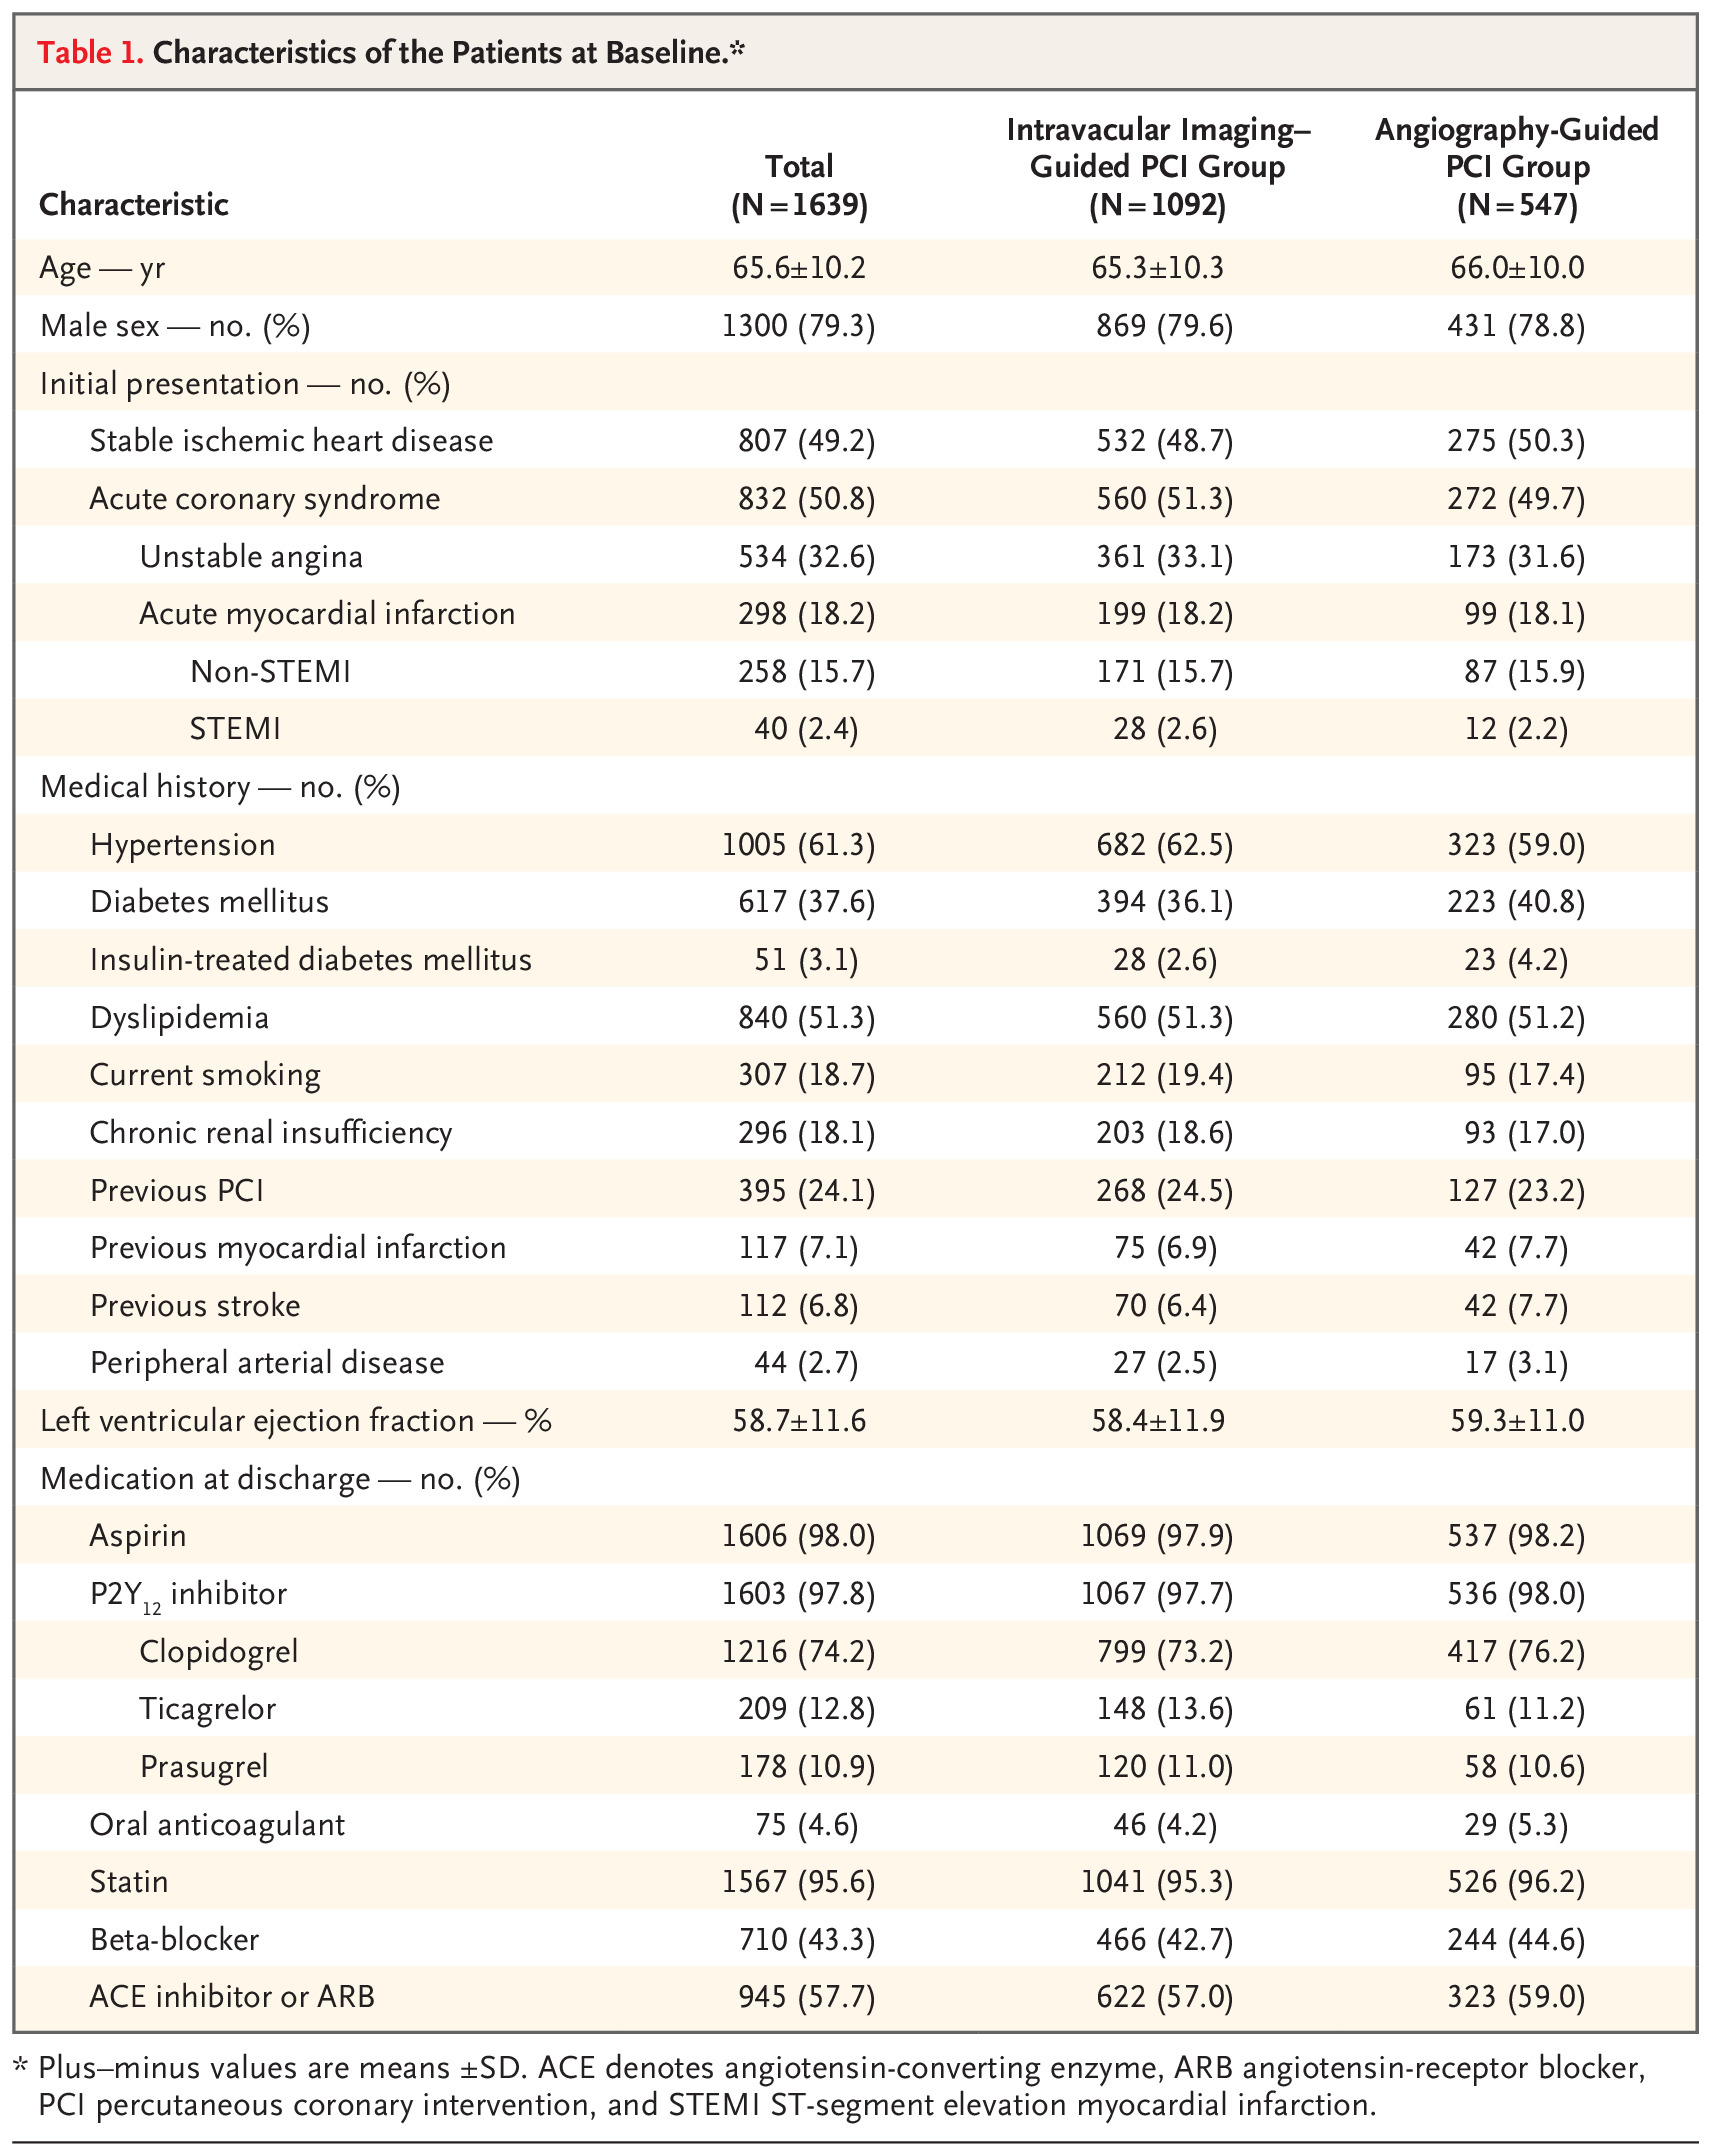 Table 1. Characteristics of the Patients at Baseline.*
Characteristic Total (N=1639) Intravacular Imaging–Guided PCI Group (N=1092) Angiography-Guided PCI Group (N=547)
Age — yr 65.6±10.2 65.3±10.3 66.0±10.0
Male sex — no. (%) 1300 (79.3) 869 (79.6) 431 (78.8)
Initial presentation — no. (%)
Stable ischemic heart disease 807 (49.2) 532 (48.7) 275 (50.3)
Acute coronary syndrome 832 (50.8) 560 (51.3) 272 (49.7)
Unstable angina 534 (32.6) 361 (33.1) 173 (31.6)
Acute myocardial infarction 298 (18.2) 199 (18.2) 99 (18.1)
Non-STEMI 258 (15.7) 171 (15.7) 87 (15.9)
STEMI 40 (2.4) 28 (2.6) 12 (2.2)
Medical history — no. (%)
Hypertension 1005 (61.3) 682 (62.5) 323 (59.0)
Diabetes mellitus 617 (37.6) 394 (36.1) 223 (40.8)
Insulin-treated diabetes mellitus 51 (3.1) 28 (2.6) 23 (4.2)
Dyslipidemia 840 (51.3) 560 (51.3) 280 (51.2)
Current smoking 307 (18.7) 212 (19.4) 95 (17.4)
Chronic renal insufficiency 296 (18.1) 203 (18.6) 93 (17.0)
Previous PCI 395 (24.1) 268 (24.5) 127 (23.2)
Previous myocardial infarction 117 (7.1) 75 (6.9) 42 (7.7)
Previous stroke 112 (6.8) 70 (6.4) 42 (7.7)
Peripheral arterial disease 44 (2.7) 27 (2.5) 17 (3.1)
Left ventricular ejection fraction — % 58.7±11.6 58.4±11.9 59.3±11.0
Medication at discharge — no. (%)
Aspirin 1606 (98.0) 1069 (97.9) 537 (98.2)
P2Y12 inhibitor 1603 (97.8) 1067 (97.7) 536 (98.0)
Clopidogrel 1216 (74.2) 799 (73.2) 417 (76.2)
Ticagrelor 209 (12.8) 148 (13.6) 61 (11.2)
Prasugrel 178 (10.9) 120 (11.0) 58 (10.6)
Oral anticoagulant 75 (4.6) 46 (4.2) 29 (5.3)
Statin 1567 (95.6) 1041 (95.3) 526 (96.2)
Beta-blocker 710 (43.3) 466 (42.7) 244 (44.6)
ACE inhibitor or ARB 945 (57.7) 622 (57.0) 323 (59.0)
* Plus–minus values are means ±SD. ACE denotes angiotensin-converting enzyme, ARB angiotensin-receptor blocker,
PCI percutaneous coronary intervention, and STEMI ST-segment elevation myocardial infarction.